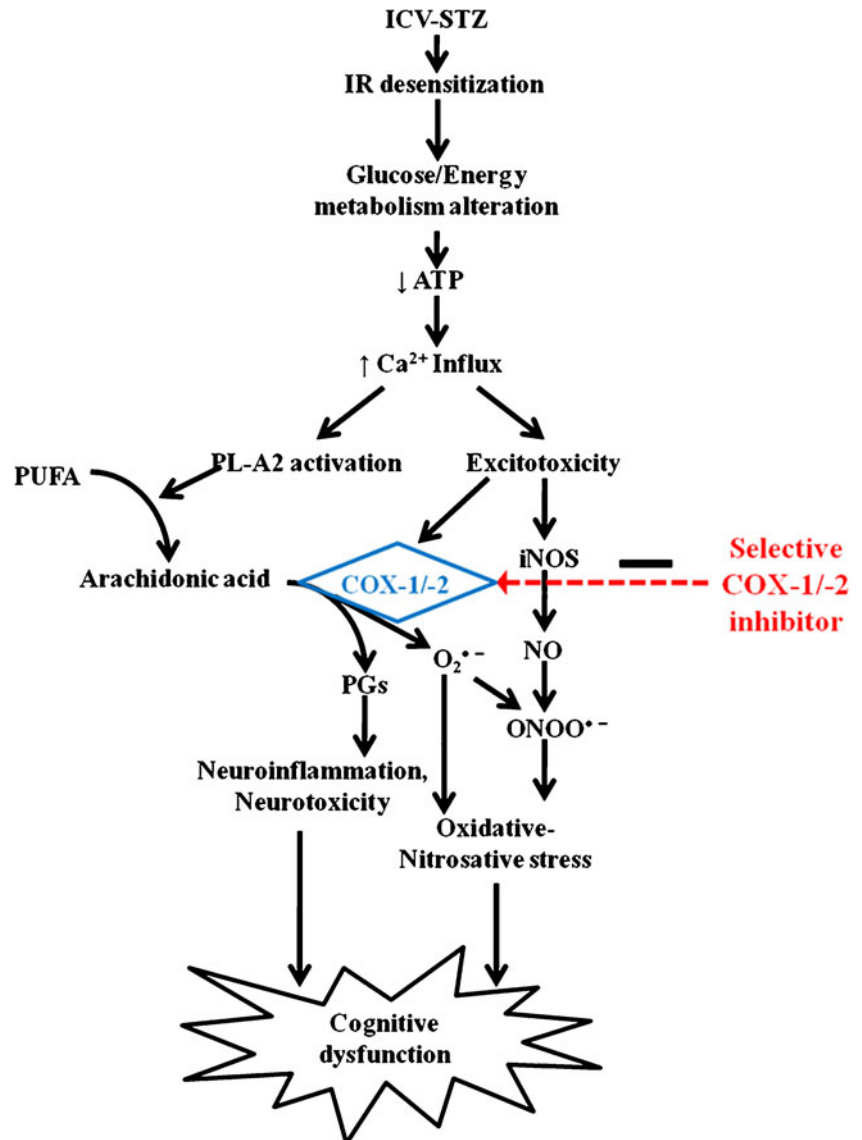 ICV-STZ
IR desensitization
Glucose/Energy
metabolism alteration
↓ ATP
↑ Ca²⁺ Influx
PL-A2 activation
Excitotoxicity
PUFA
Arachidonic acid
COX-1/-2
iNOS
Selective
COX-1/-2
inhibitor
PGs
O₂•⁻
NO
ONOO•⁻
Neuroinflammation,
Neurotoxicity
Oxidative-
Nitrosative stress
Cognitive
dysfunction